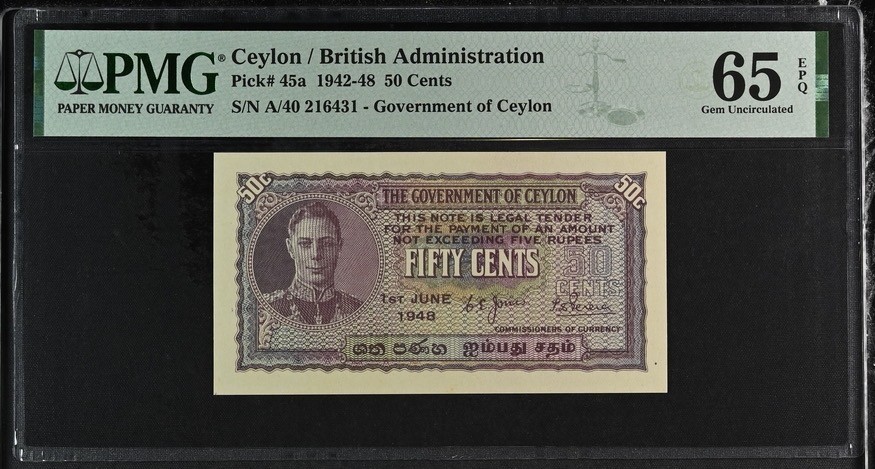 PMG®
PAPER MONEY GUARANTY
Ceylon / British Administration
Pick# 45a 1942-48 50 Cents
S/N A/40 216431 - Government of Ceylon
65 EPQ
Gem Uncirculated
50c
50c
THE GOVERNMENT OF CEYLON
THIS NOTE IS LEGAL TENDER
FOR THE PAYMENT OF AN AMOUNT
NOT EXCEEDING FIVE RUPEES
FIFTY CENTS
50
CENTS
1ST JUNE
1948
COMMISSIONERS OF CURRENCY
ශත පණහ ஐம்பது சதம்